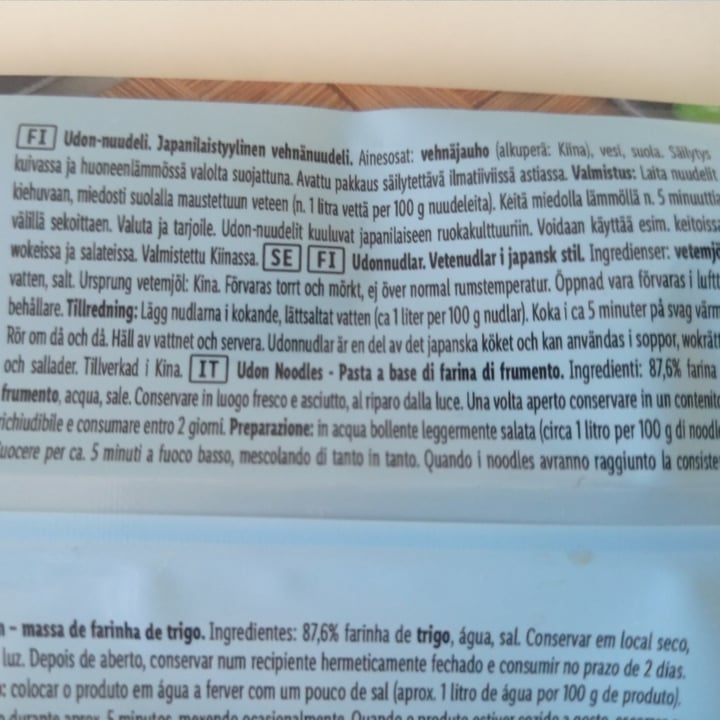 FI Udon-nuudeli. Japanilaistyylinen vehnänuudeli. Ainesosat: vehnäjauho (alkuperä: Kiina), vesi, suola. Säilytys
kuivassa ja huoneenlämmössä valolta suojattuna. Avattu pakkaus säilytettävä ilmatiiviissä astiassa. Valmistus: Laita nuudelit
kiehuvaan, miedosti suolalla maustettuun veteen (n. 1 litra vettä per 100 g nuudeleita). Keitä miedolla lämmöllä n. 5 minuuttia
välillä sekoittaen. Valuta ja tarjoile. Udon-nuudelit kuuluvat japanilaiseen ruokakulttuuriin. Voidaan käyttää esim. keitoissa
wokeissa ja salateissa. Valmistettu Kiinassa. SE FI Udonnudlar. Vetenudlar i japansk stil. Ingredienser: vetemjö
vatten, salt. Ursprung vetemjöl: Kina. Förvaras torrt och mörkt, ej över normal rumstemperatur. Öppnad vara förvaras i luftt
behållare. Tillredning: Lägg nudlarna i kokande, lättsaltat vatten (ca 1 liter per 100 g nudlar). Koka i ca 5 minuter på svag värm
Rör om då och då. Häll av vattnet och servera. Udonnudlar är en del av det japanska köket och kan användas i soppor, wokrätt
och sallader. Tillverkad i Kina. IT Udon Noodles - Pasta a base di farina di frumento. Ingredienti: 87,6% farina
frumento, acqua, sale. Conservare in luogo fresco e asciutto, al riparo dalla luce. Una volta aperto conservare in un contenito
richiudibile e consumare entro 2 giorni. Preparazione: in acqua bollente leggermente salata (circa 1 litro per 100 g di noodle
cuocere per ca. 5 minuti a fuoco basso, mescolando di tanto in tanto. Quando i noodles avranno raggiunto la consiste
– massa de farinha de trigo. Ingredientes: 87,6% farinha de trigo, água, sal. Conservar em local seco,
luz. Depois de aberto, conservar num recipiente hermeticamente fechado e consumir no prazo de 2 dias.
colocar o produto em água a ferver com um pouco de sal (aprox. 1 litro de água por 100 g de produto).
durante aprox. 5 minutos, mexendo ocasionalmente. Quando o produto